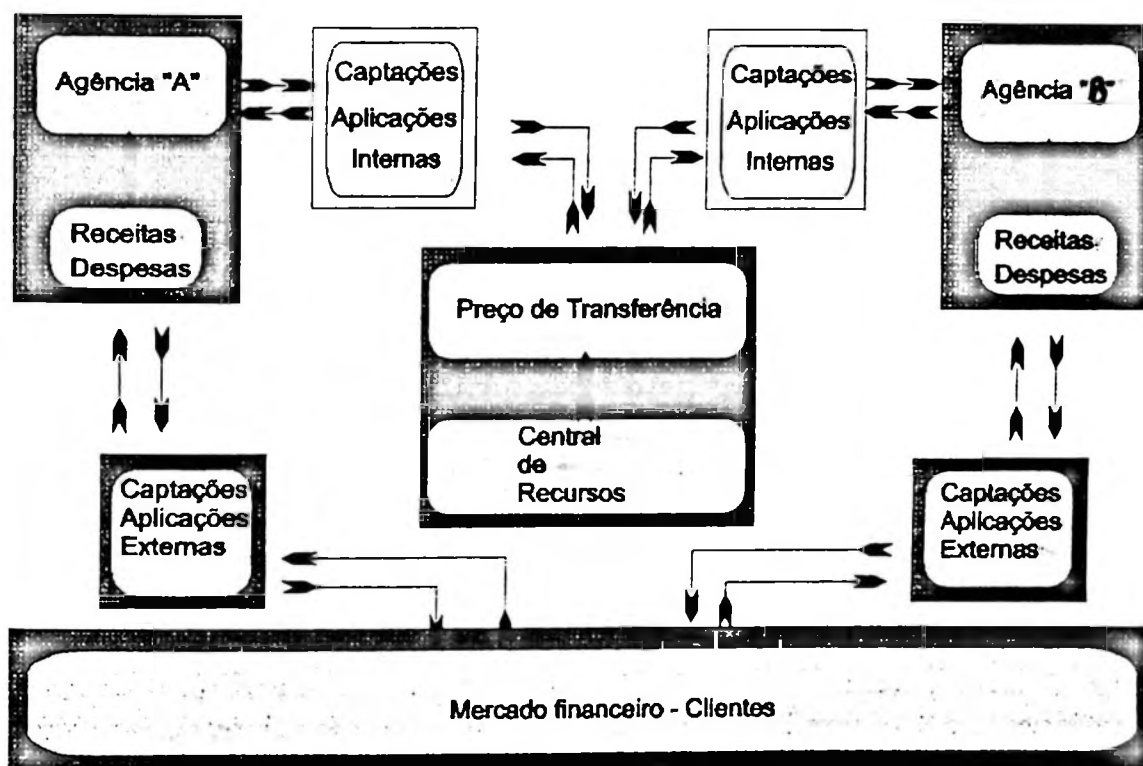 Agência "A"
Receitas
Despesas
Captações
Aplicações
Internas
Captações
Aplicações
Internas
Agência "B"
Receitas
Despesas
Preço de Transferência
Central
de
Recursos
Captações
Aplicações
Externas
Captações
Aplicações
Externas
Mercado financeiro - Clientes